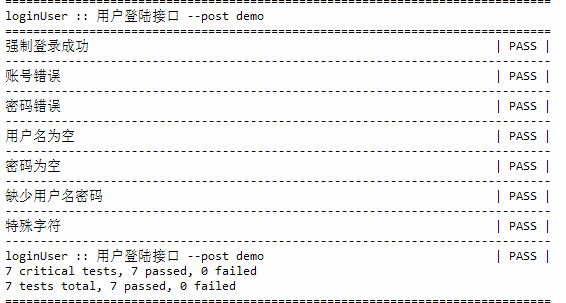 ==============================================================================
loginUser :: 用户登陆接口 --post demo
==============================================================================
强制登录成功 | PASS |
------------------------------------------------------------------------------
账号错误 | PASS |
------------------------------------------------------------------------------
密码错误 | PASS |
------------------------------------------------------------------------------
用户名为空 | PASS |
------------------------------------------------------------------------------
密码为空 | PASS |
------------------------------------------------------------------------------
缺少用户名密码 | PASS |
------------------------------------------------------------------------------
特殊字符 | PASS |
------------------------------------------------------------------------------
loginUser :: 用户登陆接口 --post demo | PASS |
7 critical tests, 7 passed, 0 failed
7 tests total, 7 passed, 0 failed
==============================================================================